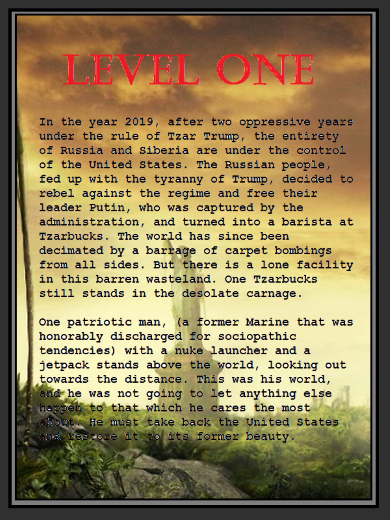 LEVEL ONE
In the year 2019, after two oppressive years
under the rule of Tzar Trump, the entirety
of Russia and Siberia are under the control
of the United States. The Russian people,
fed up with the tyranny of Trump, decided to
rebel against the regime and free their
leader Putin, who was captured by the
administration, and turned into a barista at
Tzarbucks. The world has since been
decimated by a barrage of carpet bombings
from all sides. But there is a lone facility
in this barren wasteland. One Tzarbucks
still stands in the desolate carnage.
One patriotic man, (a former Marine that was
honorably discharged for sociopathic
tendencies) with a nuke launcher and a
jetpack stands above the world, looking out
towards the distance. This was his world,
and he was not going to let anything else
happen to that which he cares the most
about. He must take back the United States
and restore it to its former beauty.